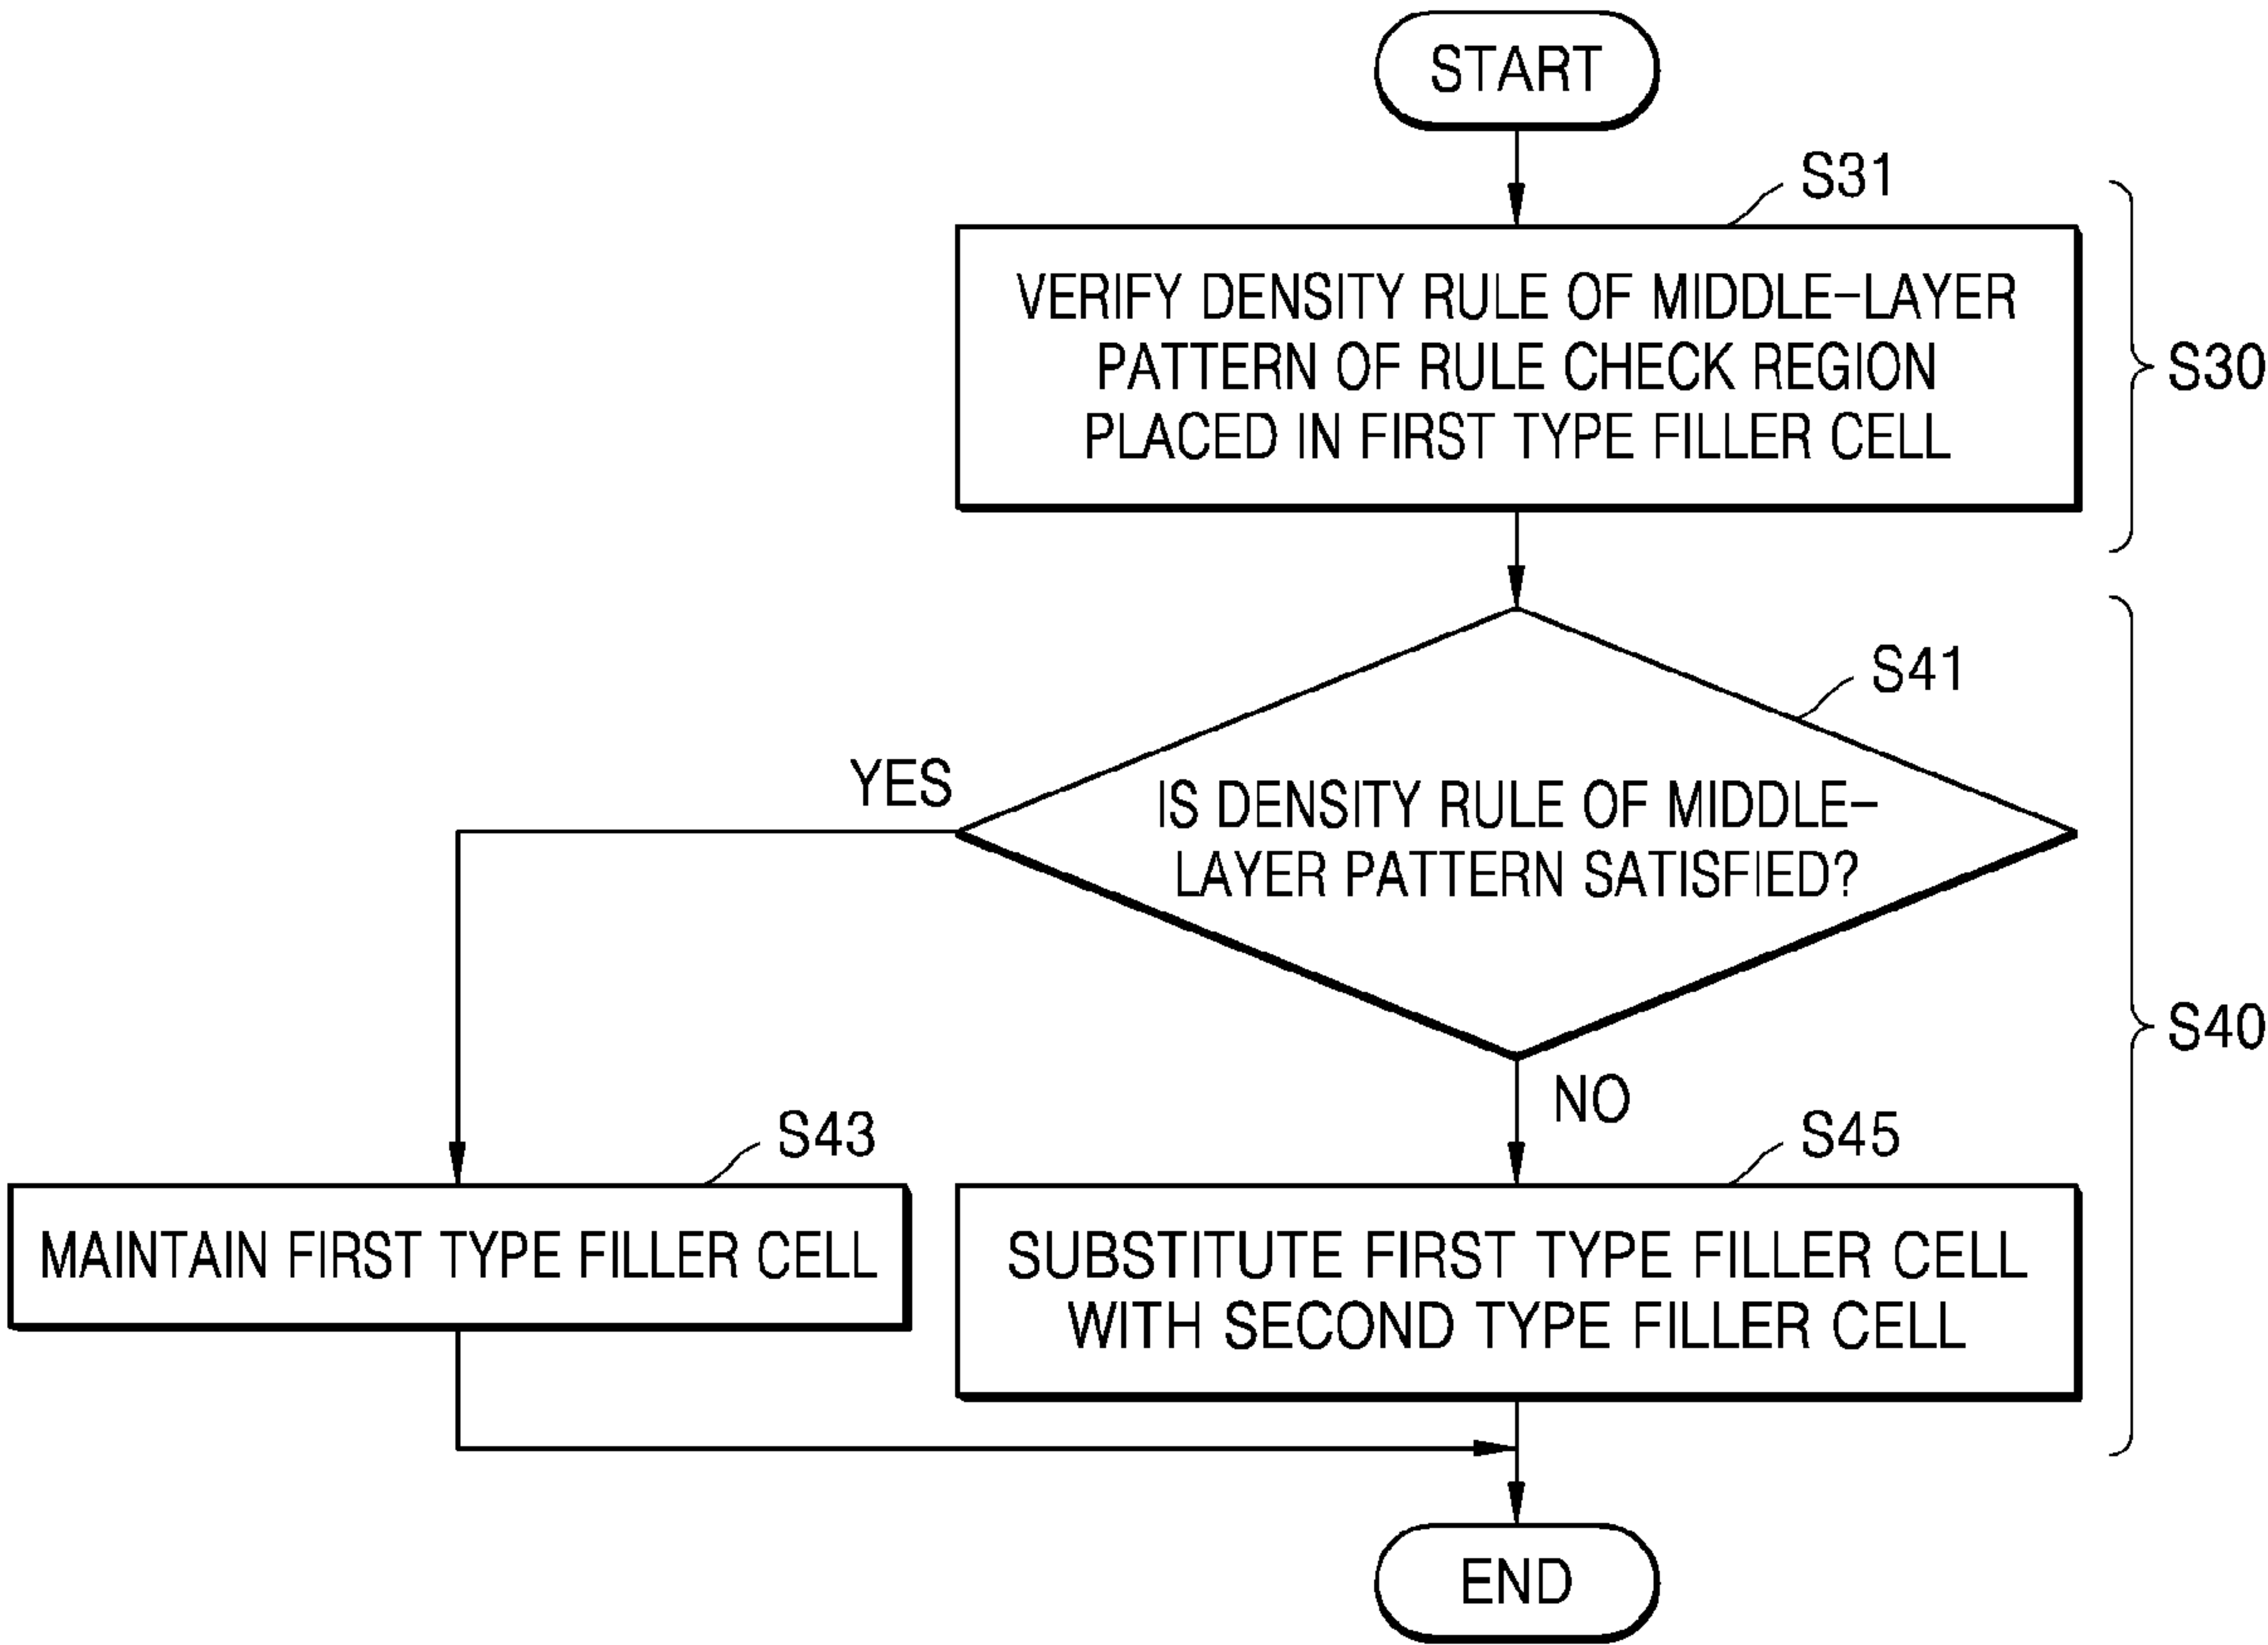 START
S31
VERIFY DENSITY RULE OF MIDDLE-LAYER
PATTERN OF RULE CHECK REGION
PLACED IN FIRST TYPE FILLER CELL
S30
S41
YES
IS DENSITY RULE OF MIDDLE-
LAYER PATTERN SATISFIED?
S40
NO
S43
MAINTAIN FIRST TYPE FILLER CELL
S45
SUBSTITUTE FIRST TYPE FILLER CELL
WITH SECOND TYPE FILLER CELL
END